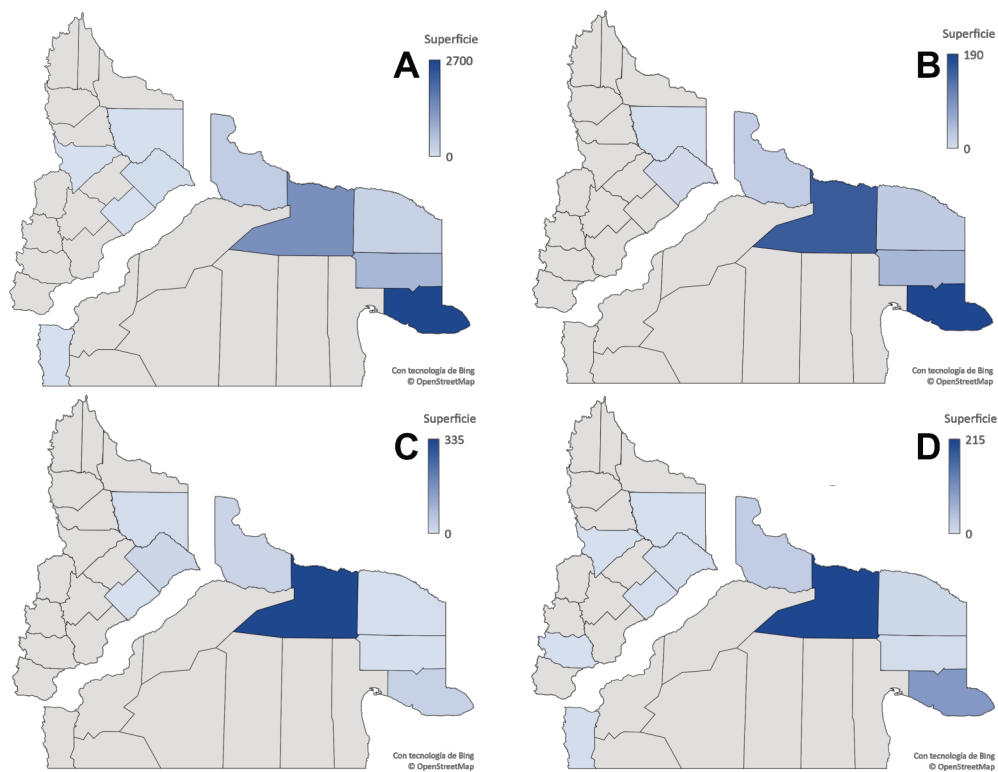 Superficie
A
2700
0
Con tecnología de Bing
© OpenStreetMap
Superficie
B
190
0
Con tecnología de Bing
© OpenStreetMap
Superficie
C
335
0
Con tecnología de Bing
© OpenStreetMap
Superficie
D
215
0
Con tecnología de Bing
© OpenStreetMap